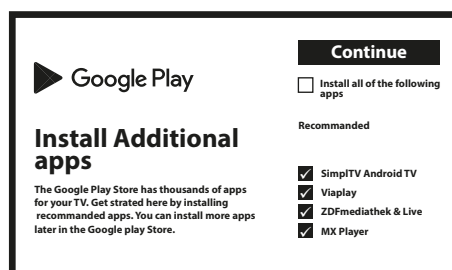 Google Play
Install Additional
apps
The Google Play Store has thousands of apps
for your TV. Get strated here by installing
recommanded apps. You can install more apps
later in the Google play Store.
Continue
Install all of the following
apps
Recommanded
SimplTV Android TV
Viaplay
ZDFmediathek & Live
MX Player